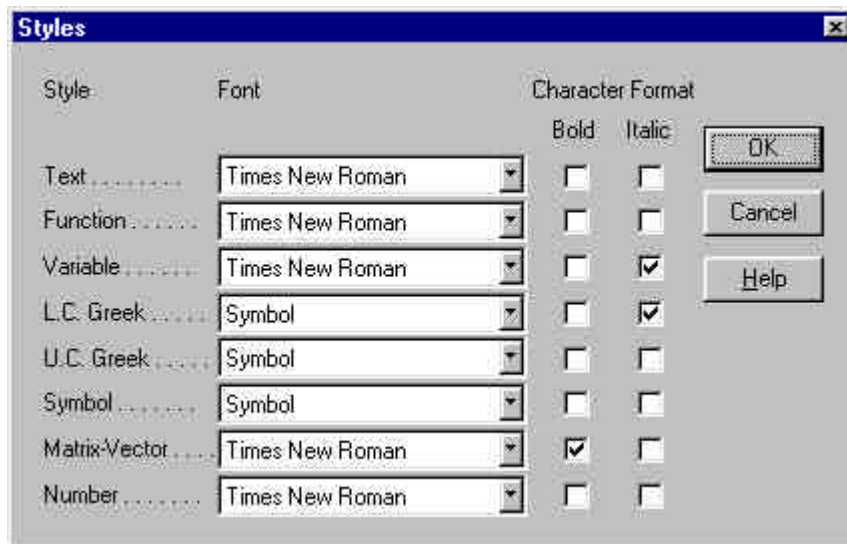 Styles
Style Font Character Format
Bold Italic
OK
Text ........ Times New Roman
Function ...... Times New Roman
Cancel
Variable ...... Times New Roman
Help
L.C. Greek ..... Symbol
U.C. Greek ..... Symbol
Symbol ....... Symbol
Matrix-Vector .... Times New Roman
Number ....... Times New Roman